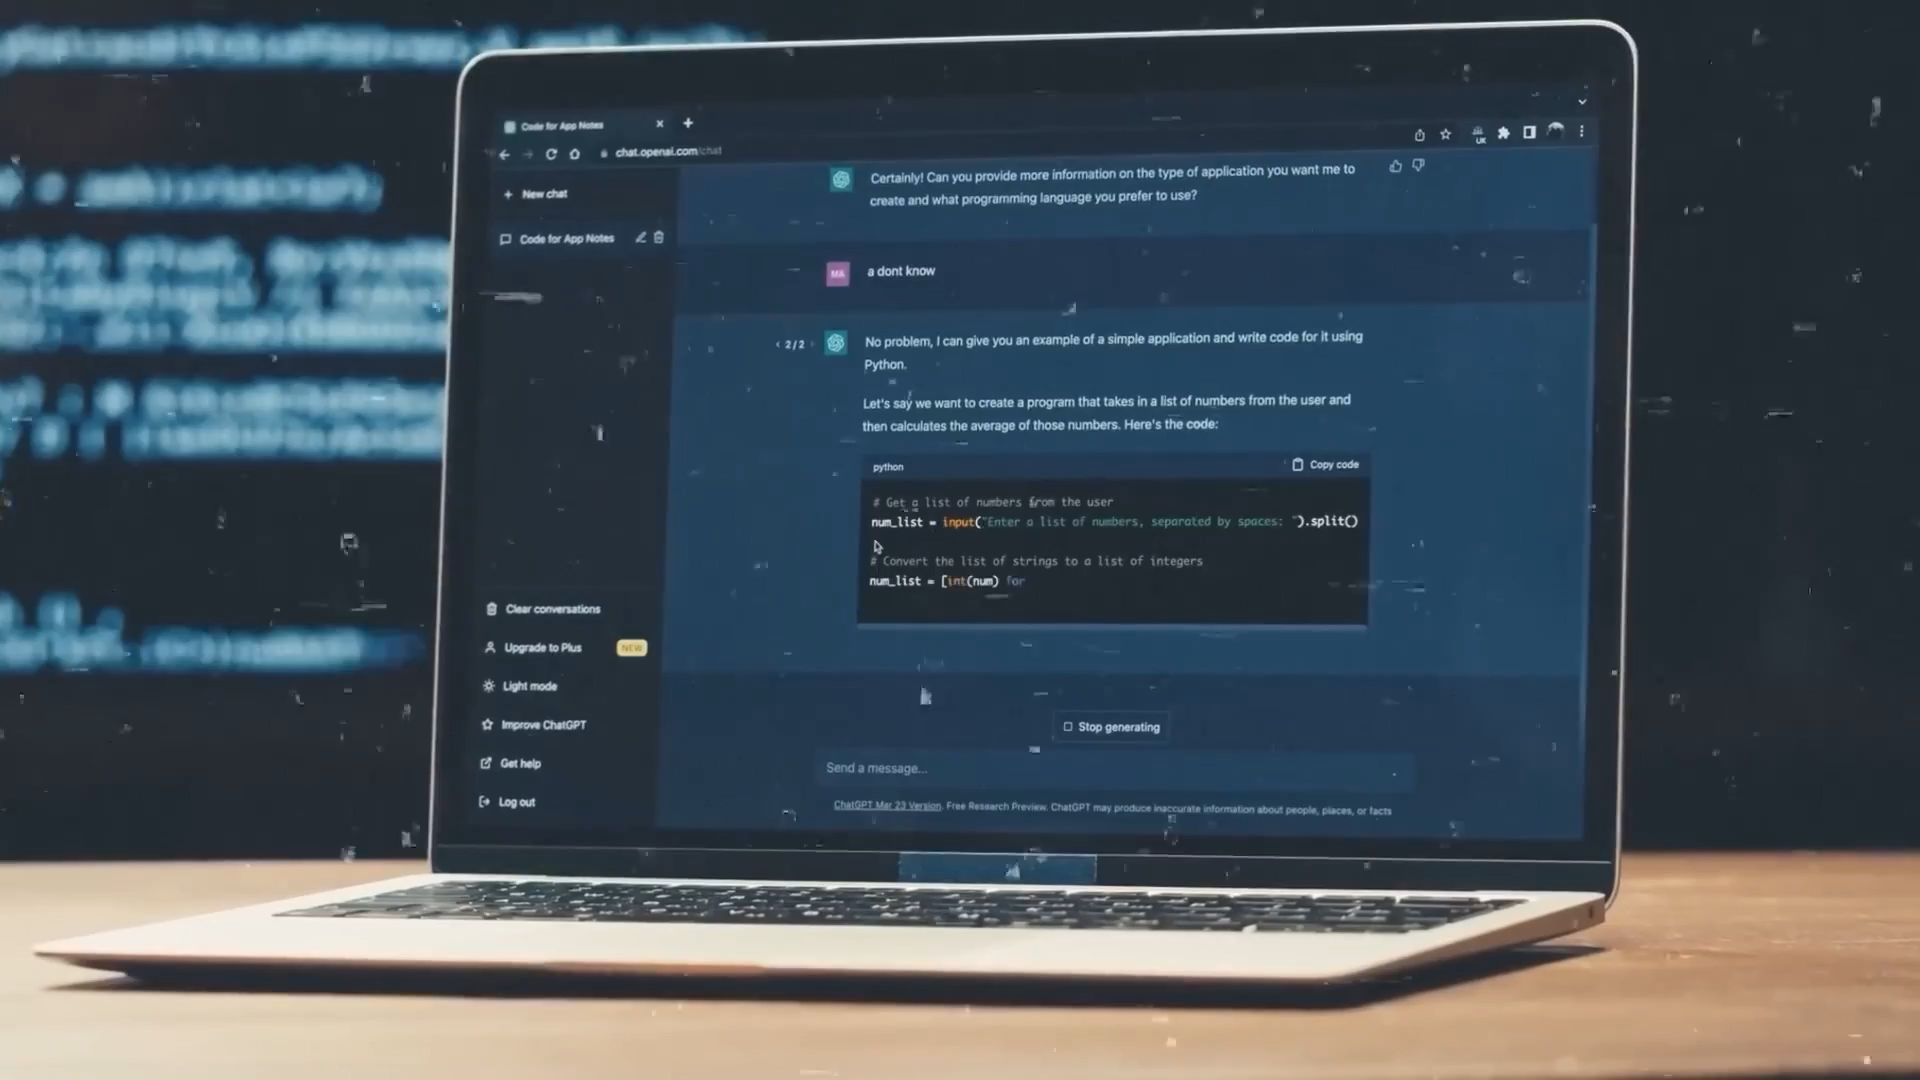 Code for App Notes
chat.openai.com/chat
UK
New chat
Code for App Notes
Certainly! Can you provide more information on the type of application you want me to
create and what programming language you prefer to use?
MA
a dont know
2/2
No problem, I can give you an example of a simple application and write code for it using
Python.
Let's say we want to create a program that takes in a list of numbers from the user and
then calculates the average of those numbers. Here's the code:
python
Copy code
# Get a list of numbers from the user
num_list = input("Enter a list of numbers, separated by spaces: ").split()
# Convert the list of strings to a list of integers
num_list = [int(num) for
Clear conversations
Upgrade to Plus
NEW
Light mode
Improve ChatGPT
Get help
Log out
Stop generating
Send a message...
ChatGPT Mar 23 Version. Free Research Preview. ChatGPT may produce inaccurate information about people, places, or facts